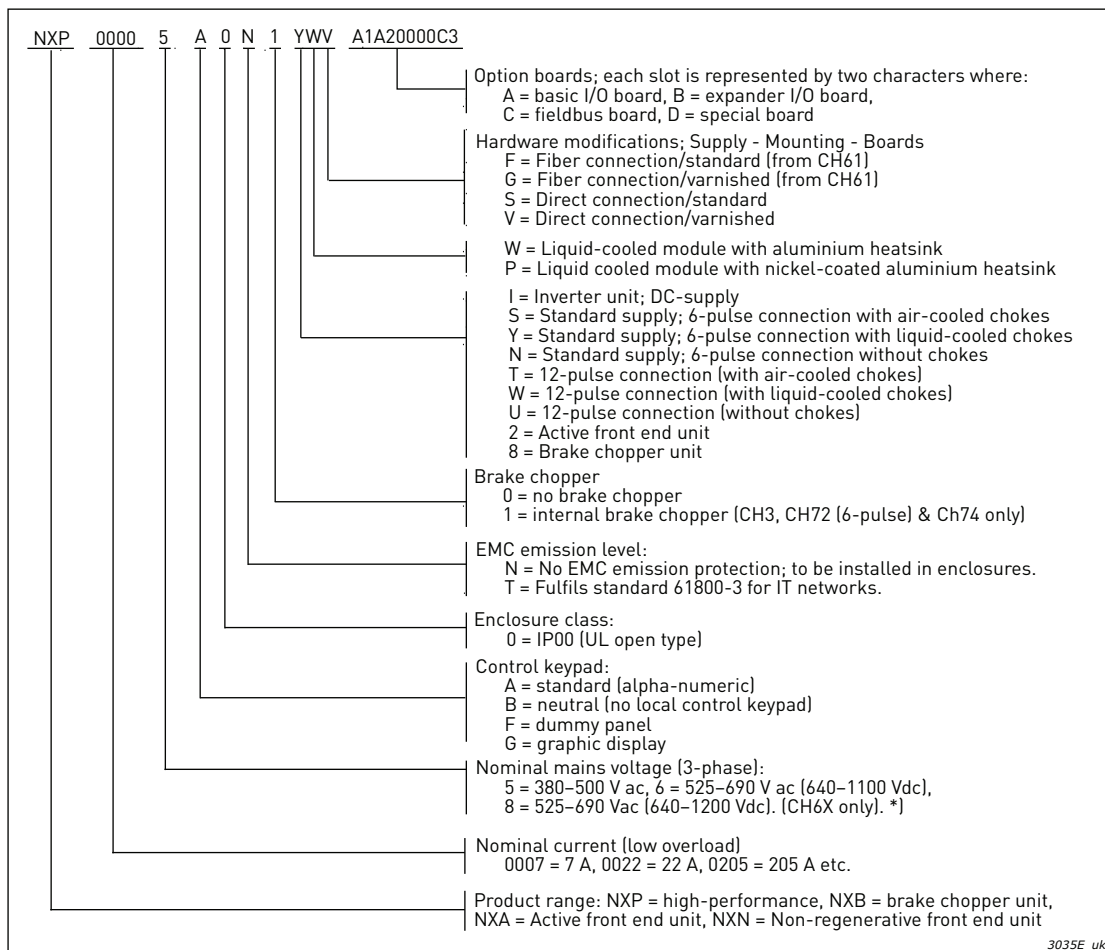 NXP 0000 5 A 0 N 1 YWV A1A20000C3
Option boards; each slot is represented by two characters where:
A = basic I/O board, B = expander I/O board,
C = fieldbus board, D = special board
Hardware modifications; Supply - Mounting - Boards
F = Fiber connection/standard (from CH61)
G = Fiber connection/varnished (from CH61)
S = Direct connection/standard
V = Direct connection/varnished
W = Liquid-cooled module with aluminium heatsink
P = Liquid cooled module with nickel-coated aluminium heatsink
I = Inverter unit; DC-supply
S = Standard supply; 6-pulse connection with air-cooled chokes
Y = Standard supply; 6-pulse connection with liquid-cooled chokes
N = Standard supply; 6-pulse connection without chokes
T = 12-pulse connection (with air-cooled chokes)
W = 12-pulse connection (with liquid-cooled chokes)
U = 12-pulse connection (without chokes)
2 = Active front end unit
8 = Brake chopper unit
Brake chopper
0 = no brake chopper
1 = internal brake chopper (CH3, CH72 (6-pulse) & Ch74 only)
EMC emission level:
N = No EMC emission protection; to be installed in enclosures.
T = Fulfils standard 61800-3 for IT networks.
Enclosure class:
0 = IP00 (UL open type)
Control keypad:
A = standard (alpha-numeric)
B = neutral (no local control keypad)
F = dummy panel
G = graphic display
Nominal mains voltage (3-phase):
5 = 380–500 V ac, 6 = 525–690 V ac (640–1100 Vdc),
8 = 525–690 Vac (640–1200 Vdc). (CH6X only). *)
Nominal current (low overload)
0007 = 7 A, 0022 = 22 A, 0205 = 205 A etc.
Product range: NXP = high-performance, NXB = brake chopper unit,
NXA = Active front end unit, NXN = Non-regenerative front end unit
3035E_uk